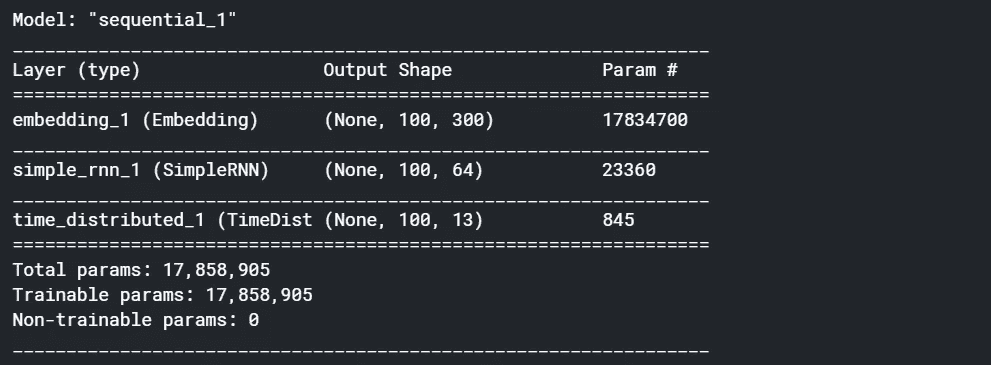 Model: "sequential_1"
_________________________________________________________________
Layer (type)                 Output Shape              Param #
=================================================================
embedding_1 (Embedding)      (None, 100, 300)          17834700
_________________________________________________________________
simple_rnn_1 (SimpleRNN)     (None, 100, 64)           23360
_________________________________________________________________
time_distributed_1 (TimeDist (None, 100, 13)           845
=================================================================
Total params: 17,858,905
Trainable params: 17,858,905
Non-trainable params: 0
_________________________________________________________________